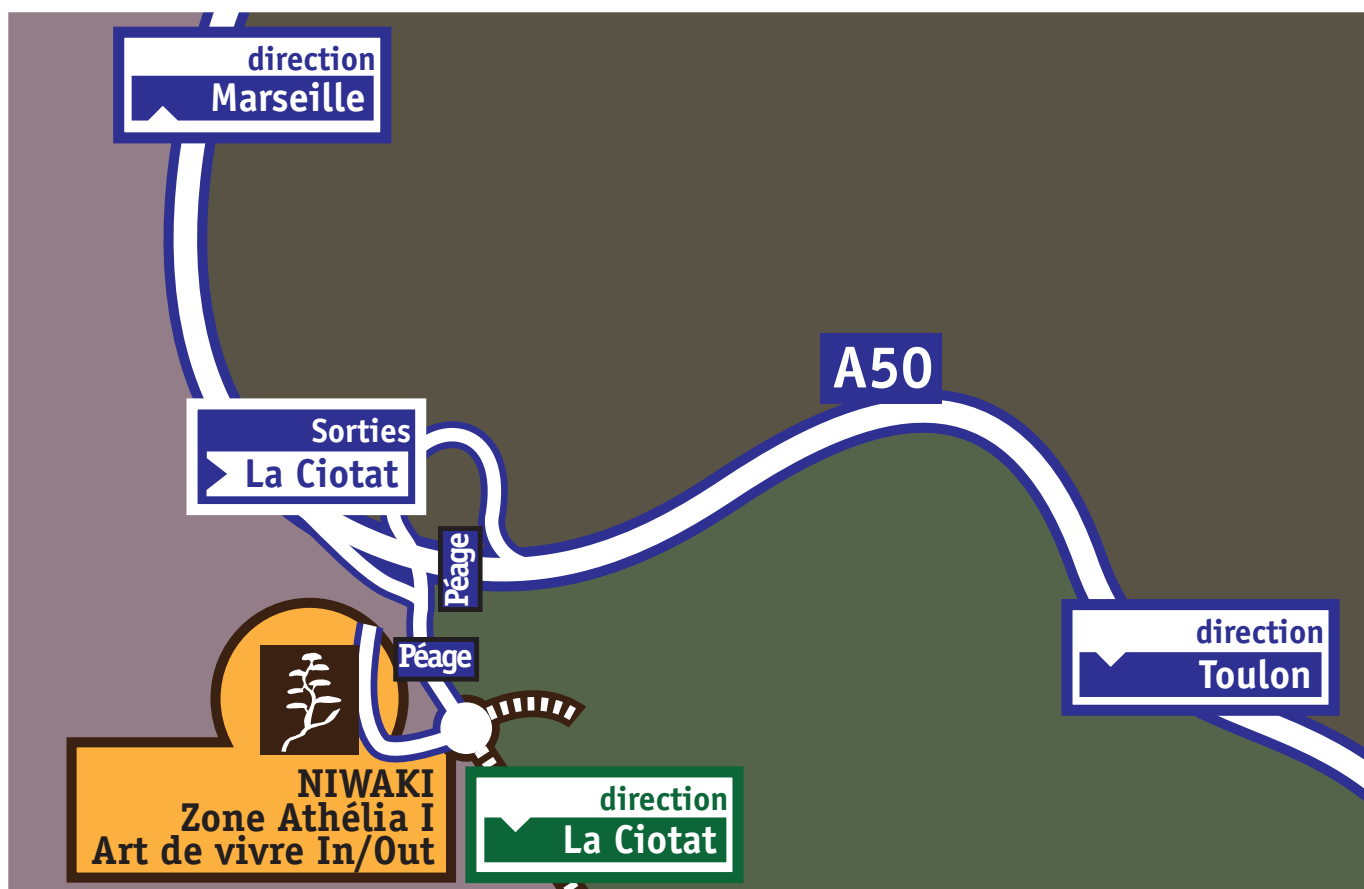 direction
Marseille
A50
Sorties
La Ciotat
Péage
Péage
direction
Toulon
NIWAKI
Zone Athélia I
Art de vivre In/Out
direction
La Ciotat